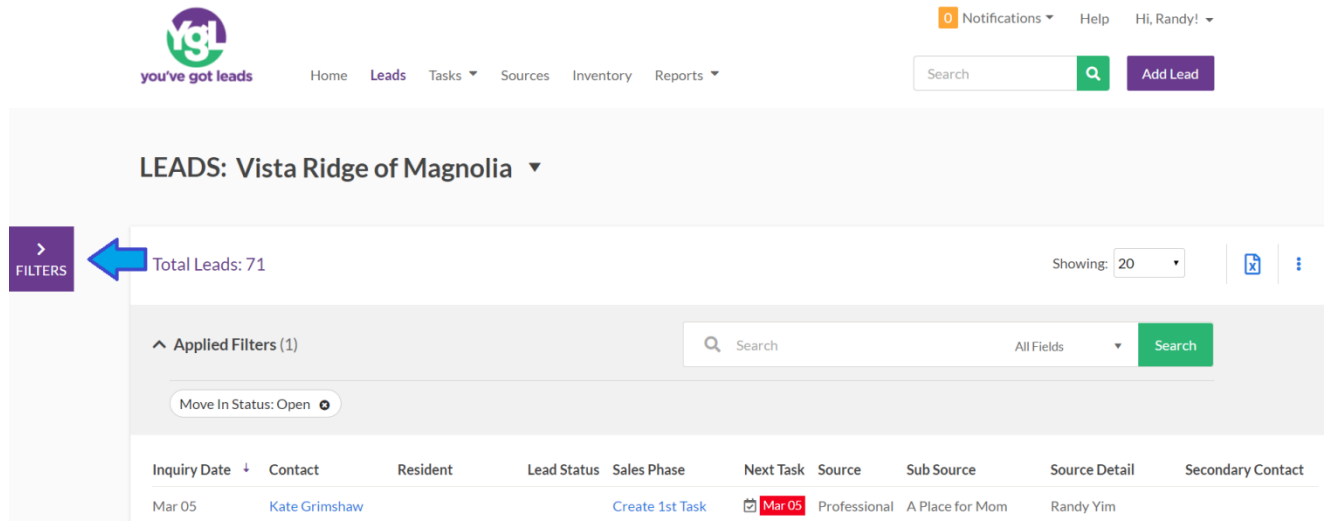 YGL
you've got leads
Home Leads Tasks Sources Inventory Reports
0 Notifications Help Hi, Randy!
Search Add Lead
LEADS: Vista Ridge of Magnolia
FILTERS
Total Leads: 71
Showing: 20
Applied Filters (1)
Search All Fields Search
Move In Status: Open
Inquiry Date Contact Resident Lead Status Sales Phase Next Task Source Sub Source Source Detail Secondary Contact
Mar 05 Kate Grimshaw Create 1st Task Mar 05 Professional A Place for Mom Randy Yim